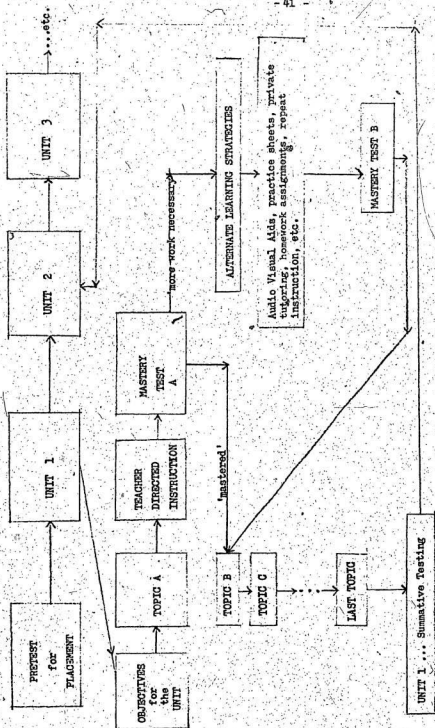 - 41 -
PRETEST
for
PLACEMENT
UNIT 1
UNIT 2
UNIT 3
...etc.
OBJECTIVES
for
the
UNIT
TOPIC A
TEACHER
DIRECTED
INSTRUCTION
MASTERY
TEST
A
'more work necessary'
ALTERNATE LEARNING STRATEGIES
Audio Visual Aids, practice sheets, private
tutoring, homework assignments, repeat
instruction, etc.
MASTERY TEST B
'mastered'
TOPIC B
TOPIC C
LAST TOPIC
UNIT 1 ... Summative Testing